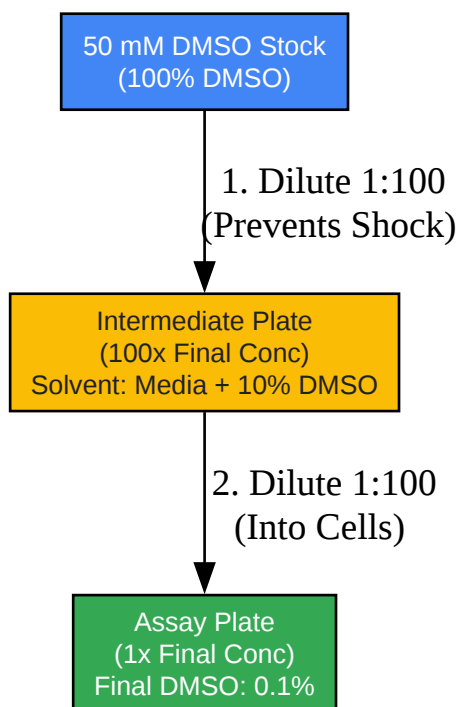 50 mM DMSO Stock
(100% DMSO)
1. Dilute 1:100
(Prevents Shock)
Intermediate Plate
(100x Final Conc)
Solvent: Media + 10% DMSO
2. Dilute 1:100
(Into Cells)
Assay Plate
(1x Final Conc)
Final DMSO: 0.1%